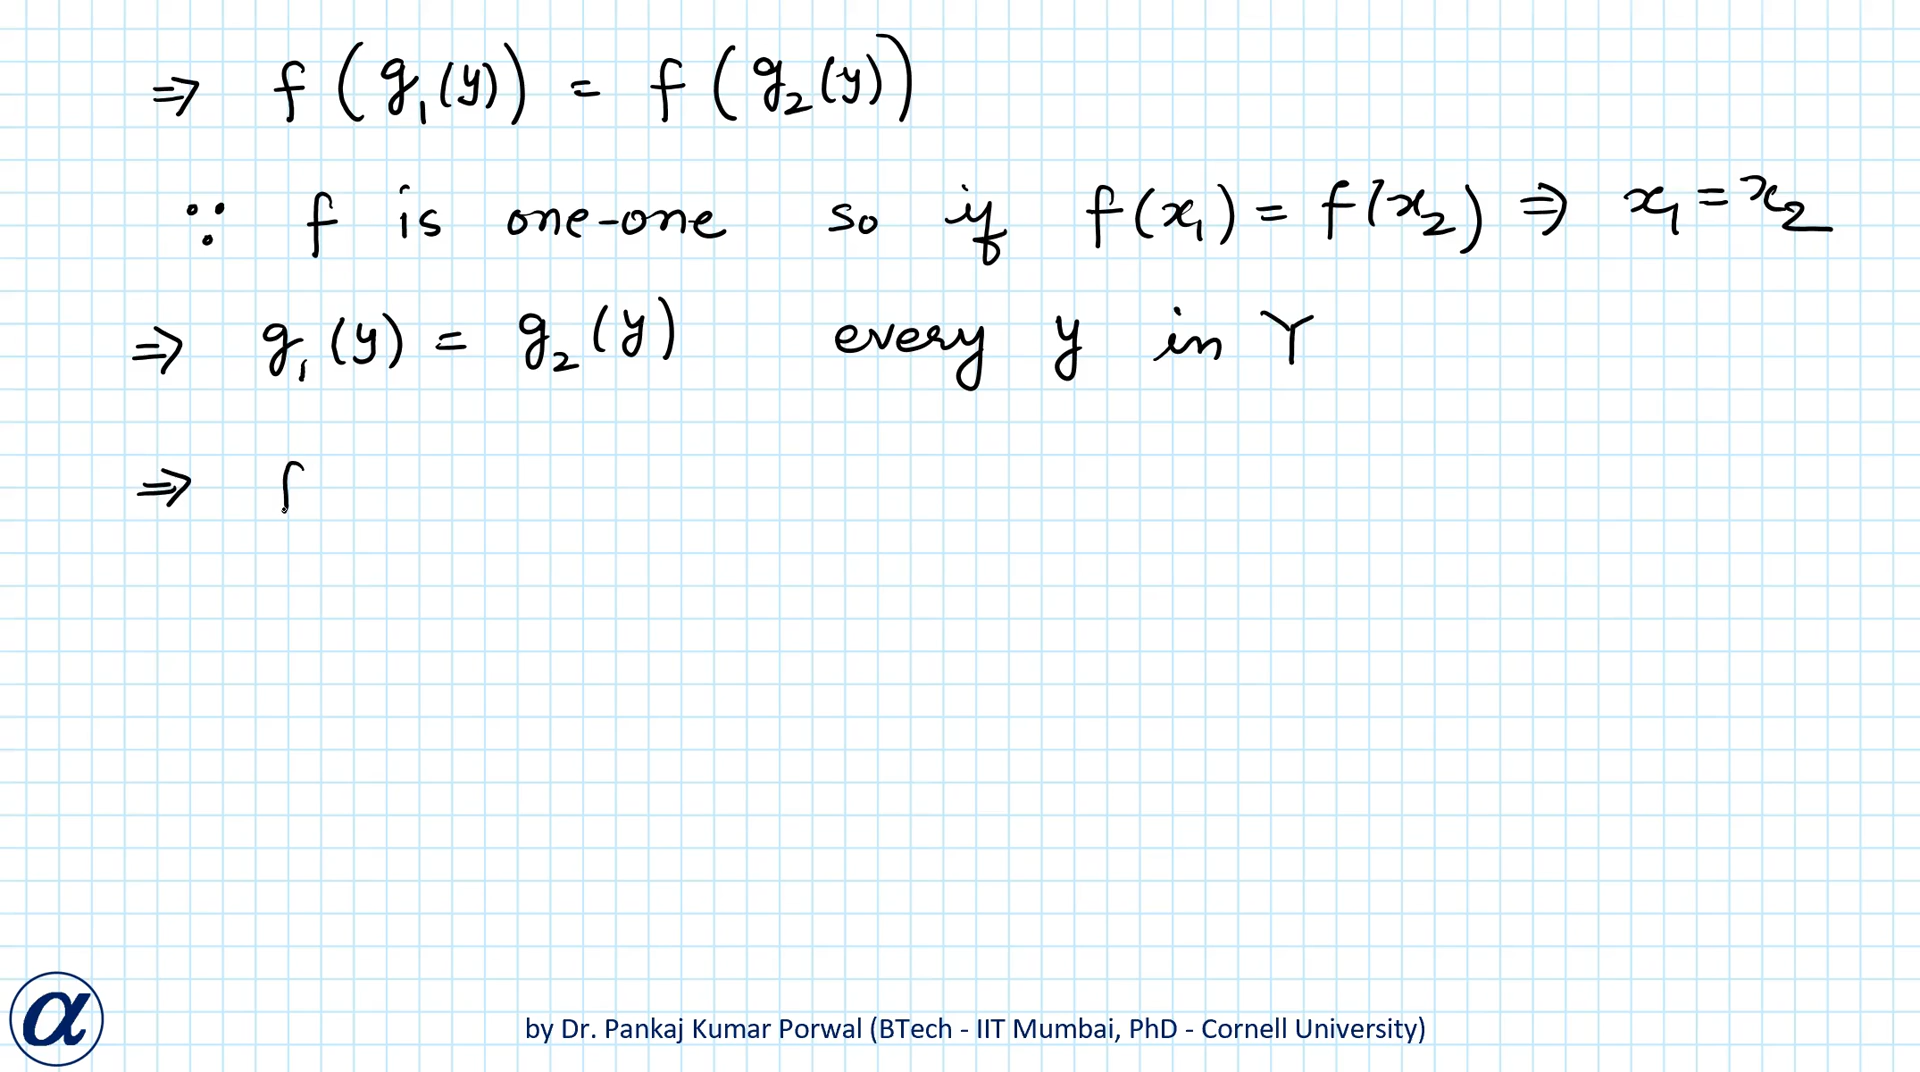 ⇒ f(g₁(y)) = f(g₂(y))
∵ f is one-one so if f(x₁) = f(x₂) ⇒ x₁ = x₂
⇒ g₁(y) = g₂(y) every y in Y
⇒
α
by Dr. Pankaj Kumar Porwal (BTech - IIT Mumbai, PhD - Cornell University)